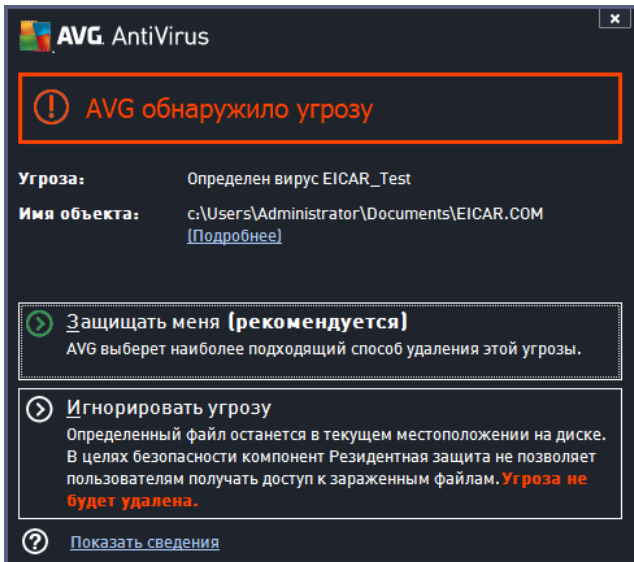 AVG AntiVirus
AVG обнаружило угрозу
Угроза: Определен вирус EICAR_Test
Имя объекта: c:\Users\Administrator\Documents\EICAR.COM
(Подробнее)
Защищать меня (рекомендуется)
AVG выберет наиболее подходящий способ удаления этой угрозы.
Игнорировать угрозу
Определенный файл останется в текущем местоположении на диске.
В целях безопасности компонент Резидентная защита не позволяет
пользователям получать доступ к зараженным файлам. Угроза не
будет удалена.
Показать сведения